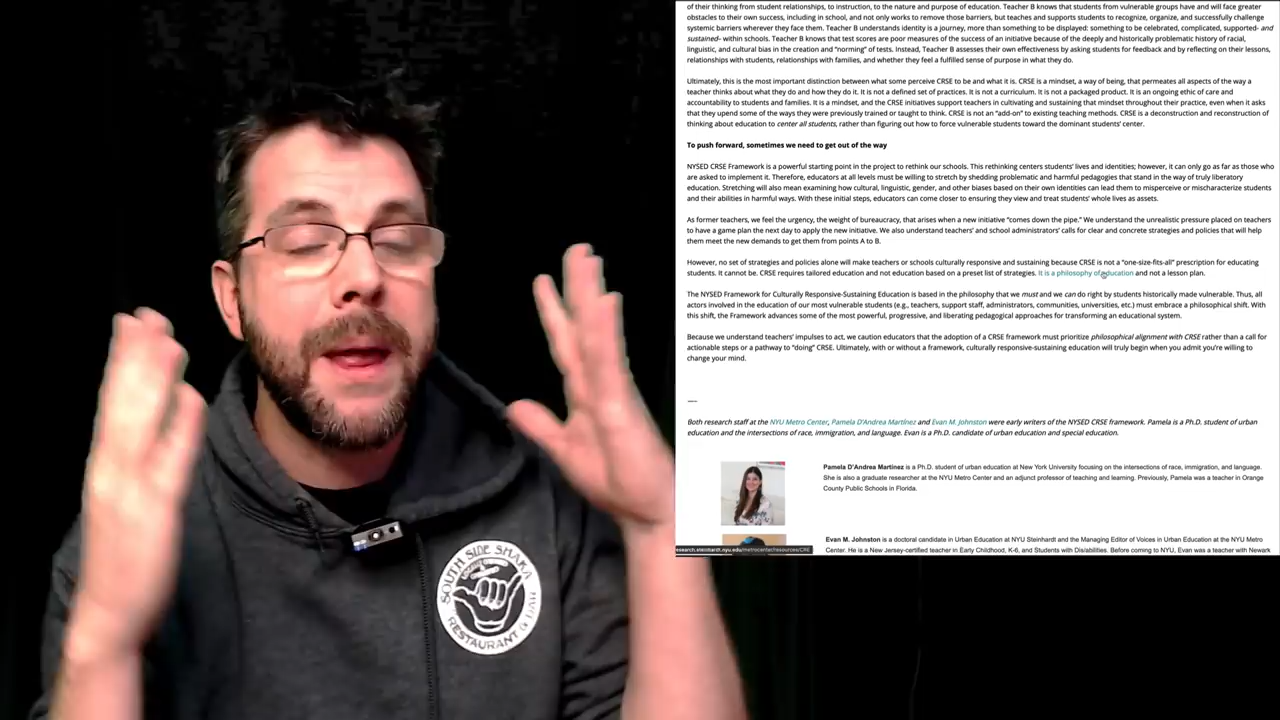 of their thinking from student relationships, to instruction, to the nature and purpose of education. Teacher B knows that students from vulnerable groups have and will face greater
obstacles to their own success, including in school, and not only works to remove those barriers, but teaches and supports students to recognize, organize, and successfully challenge
systemic barriers wherever they face them. Teacher B understands identity is a journey, more than something to be displayed: something to be celebrated, complicated, supported- and
sustained- within schools. Teacher B knows that test scores are poor measures of the success of an initiative because of the deeply and historically problematic history of racial,
linguistic, and cultural bias in the creation and “norming” of tests. Instead, Teacher B assesses their own effectiveness by asking students for feedback and by reflecting on their lessons,
relationships with students, relationships with families, and whether they feel a fulfilled sense of purpose in what they do.
Ultimately, this is the most important distinction between what some perceive CRSE to be and what it is. CRSE is a mindset, a way of being, that permeates all aspects of the way a
teacher thinks about what they do and how they do it. It is not a defined set of practices. It is not a curriculum. It is not a packaged product. It is an ongoing ethic of care and
accountability to students and families. It is a mindset, and the CRSE initiatives support teachers in cultivating and sustaining that mindset throughout their practice, even when it asks
that they upend some of the ways they were previously trained or taught to think. CRSE is not an “add-on” to existing teaching methods. CRSE is a deconstruction and reconstruction of
thinking about education to center all students, rather than figuring out how to force vulnerable students toward the dominant students’ center.
To push forward, sometimes we need to get out of the way
NYSED CRSE Framework is a powerful starting point in the project to rethink our schools. This rethinking centers students’ lives and identities; however, it can only go as far as those who
are asked to implement it. Therefore, educators at all levels must be willing to stretch by shedding problematic and harmful pedagogies that stand in the way of truly liberatory
education. Stretching will also mean examining how cultural, linguistic, gender, and other biases based on their own identities can lead them to misperceive or mischaracterize students
and their abilities in harmful ways. With these initial steps, educators can come closer to ensuring they view and treat students’ whole lives as assets.
As former teachers, we feel the urgency, the weight of bureaucracy, that arises when a new initiative “comes down the pipe.” We understand the unrealistic pressure placed on teachers
to have a game plan the next day to apply the new initiative. We also understand teachers’ and school administrators’ calls for clear and concrete strategies and policies that will help
them meet the new demands to get them from points A to B.
However, no set of strategies and policies alone will make teachers or schools culturally responsive and sustaining because CRSE is not a “one-size-fits-all” prescription for educating
students. It cannot be. CRSE requires tailored education and not education based on a preset list of strategies. It is a philosophy of education and not a lesson plan.
The NYSED Framework for Culturally Responsive-Sustaining Education is based in the philosophy that we must and we can do right by students historically made vulnerable. Thus, all
actors involved in the education of our most vulnerable students (e.g., teachers, support staff, administrators, communities, universities, etc.) must embrace a philosophical shift. With
this shift, the Framework advances some of the most powerful, progressive, and liberating pedagogical approaches for transforming an educational system.
Because we understand teachers’ impulses to act, we caution educators that the adoption of a CRSE framework must prioritize philosophical alignment with CRSE rather than a call for
actionable steps or a pathway to “doing” CRSE. Ultimately, with or without a framework, culturally responsive-sustaining education will truly begin when you admit you’re willing to
change your mind.
Both research staff at the NYU Metro Center, Pamela D’Andrea Martínez and Evan M. Johnston were early writers of the NYSED CRSE framework. Pamela is a Ph.D. student of urban
education and the intersections of race, immigration, and language. Evan is a Ph.D. candidate of urban education and special education.
Pamela D’Andrea Martínez is a Ph.D. student of urban education at New York University focusing on the intersections of race, immigration, and language.
She is also a graduate researcher at the NYU Metro Center and an adjunct professor of teaching and learning. Previously, Pamela was a teacher in Orange
County Public Schools in Florida.
Evan M. Johnston is a doctoral candidate in Urban Education at NYU Steinhardt and the Managing Editor of Voices in Urban Education at the NYU Metro
Center. He is a New Jersey-certified teacher in Early Childhood, K-6, and Students with Dis/abilities. Before coming to NYU, Evan was a teacher with Newark
research.steinhardt.nyu.edu/metrocenter/resources/CRE
SOUTH SIDE SHAKA
RESTAURANT